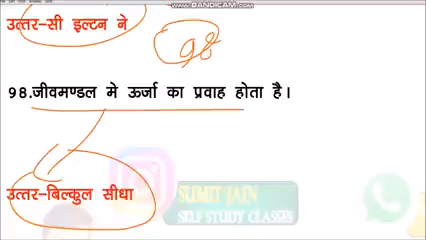 WWW.BANDICAM.COM
उत्तर-सी इल्टन ने
98
98.जीवमण्डल मे ऊर्जा का प्रवाह होता है।
उत्तर-बिल्कुल सीधा
SUMIT JAIN
SELF STUDY CLASSES